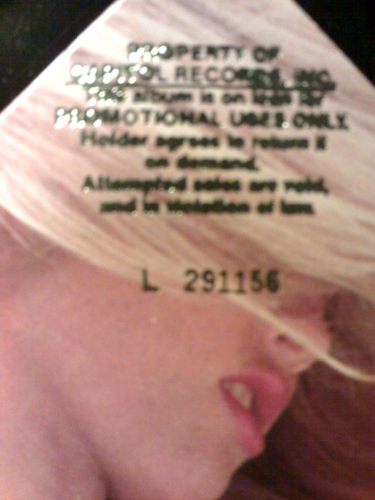 PROPERTY OF
CAPITOL RECORDS, INC.
This album is on loan for
PROMOTIONAL USES ONLY.
Holder agrees to return it
on demand.
Attempted sales are void,
and in violation of law.
L 291156